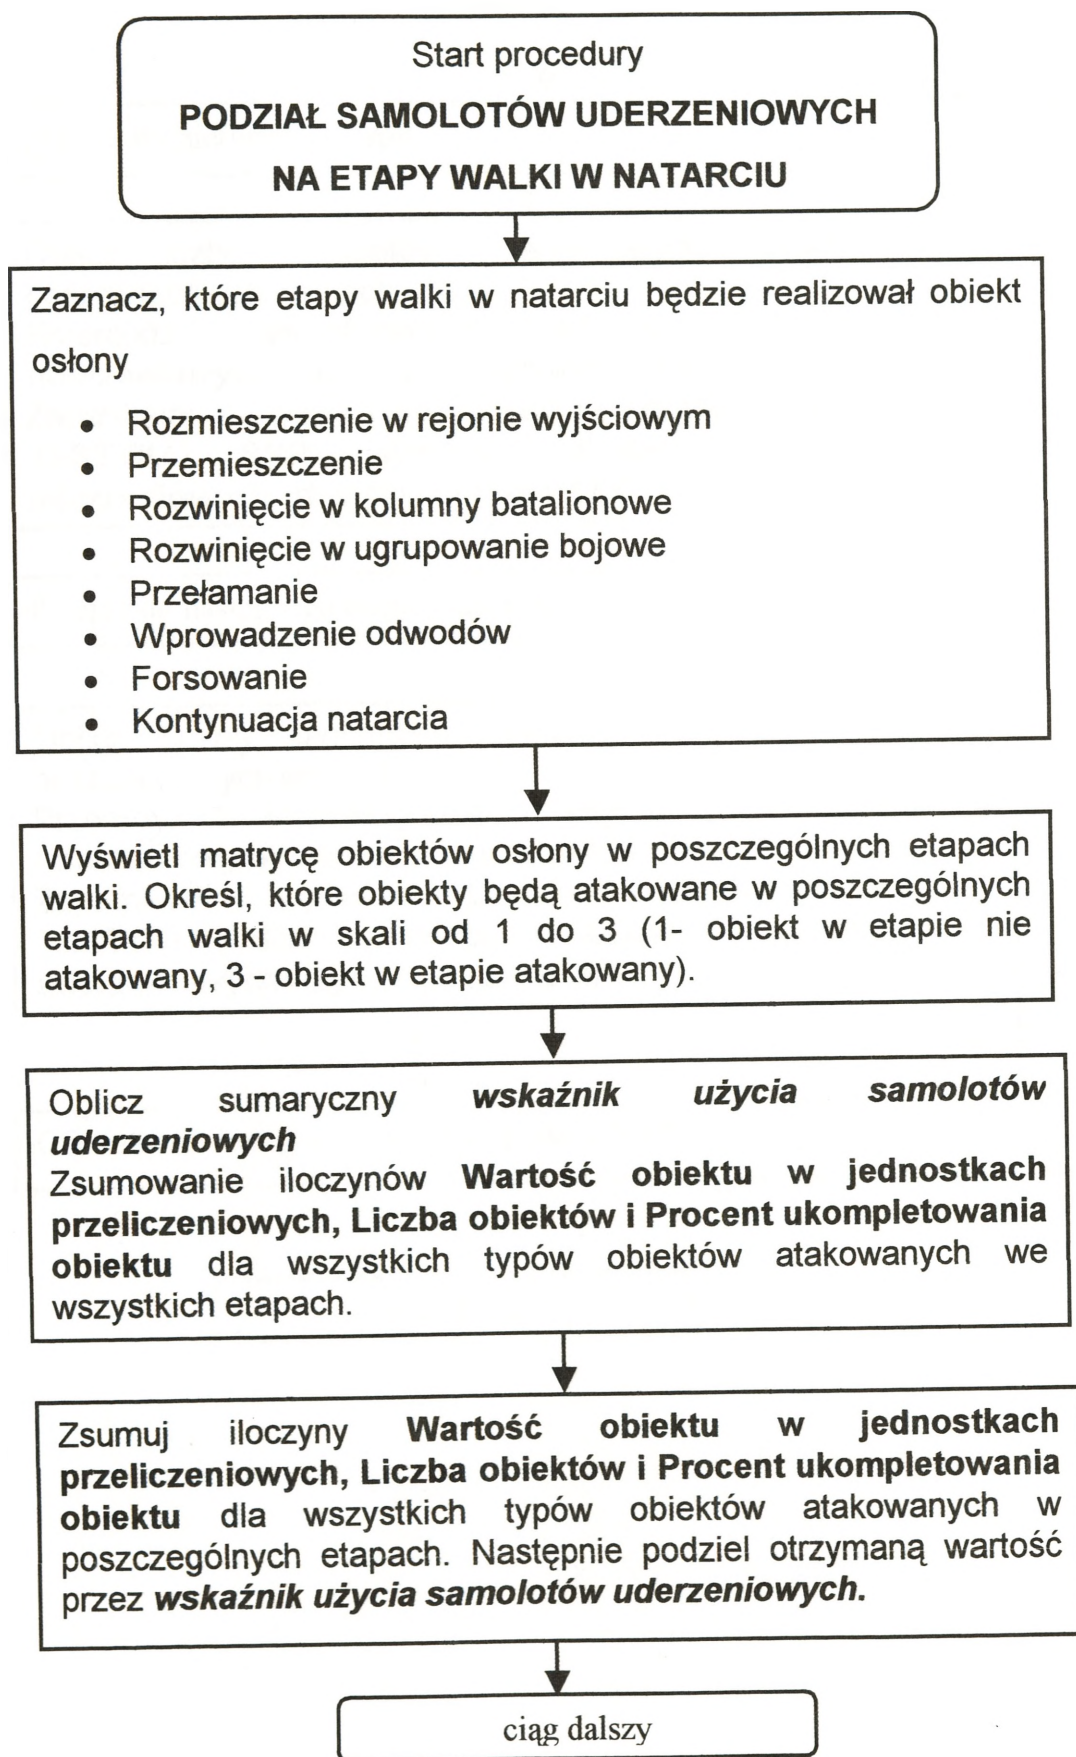 Start procedury
PODZIAŁ SAMOLOTÓW UDERZENIOWYCH
NA ETAPY WALKI W NATARCIU
Zaznacz, które etapy walki w natarciu będzie realizował obiekt
osłony
• Rozmieszczenie w rejonie wyjściowym
• Przemieszczenie
• Rozwinięcie w kolumny batalionowe
• Rozwinięcie w ugrupowanie bojowe
• Przełamanie
• Wprowadzenie odwodów
• Forsowanie
• Kontynuacja natarcia
Wyświetl matrycę obiektów osłony w poszczególnych etapach
walki. Określ, które obiekty będą atakowane w poszczególnych
etapach walki w skali od 1 do 3 (1- obiekt w etapie nie
atakowany, 3 - obiekt w etapie atakowany).
Oblicz sumaryczny wskaźnik użycia samolotów
uderzeniowych
Zsumowanie iloczynów Wartość obiektu w jednostkach
przeliczeniowych, Liczba obiektów i Procent ukompletowania
obiektu dla wszystkich typów obiektów atakowanych we
wszystkich etapach.
Zsumuj iloczyny Wartość obiektu w jednostkach
przeliczeniowych, Liczba obiektów i Procent ukompletowania
obiektu dla wszystkich typów obiektów atakowanych w
poszczególnych etapach. Następnie podziel otrzymaną wartość
przez wskaźnik użycia samolotów uderzeniowych.
ciąg dalszy